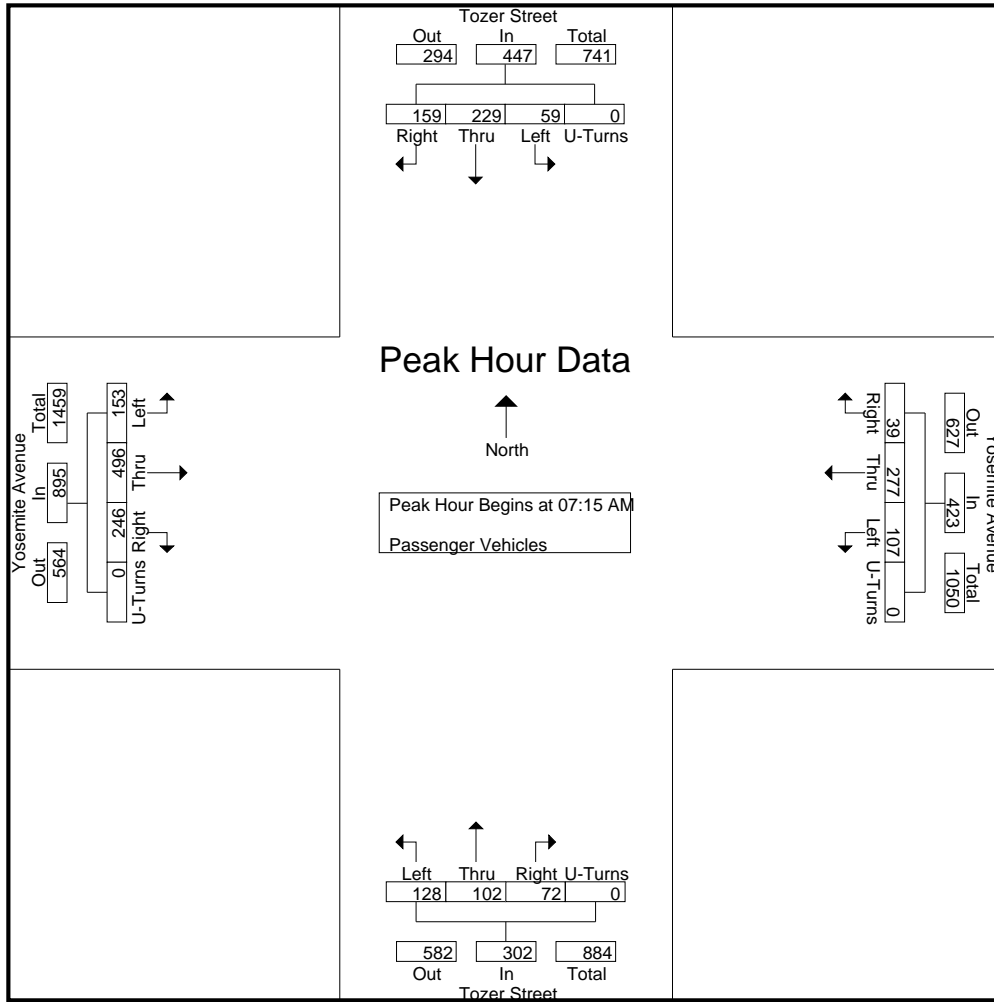 Tozer Street
Out In Total
294 447 741
159 229 59 0
Right Thru Left U-Turns
Peak Hour Data
North
Peak Hour Begins at 07:15 AM
Passenger Vehicles
Yosemite Avenue
Total In Out
1459 895 564
153 496 246 0
Left Thru Right U-Turns
Yosemite Avenue
Out In Total
627 423 1050
39 277 107 0
Right Thru Left U-Turns
Left Thru Right U-Turns
128 102 72 0
582 302 884
Out In Total
Tozer Street